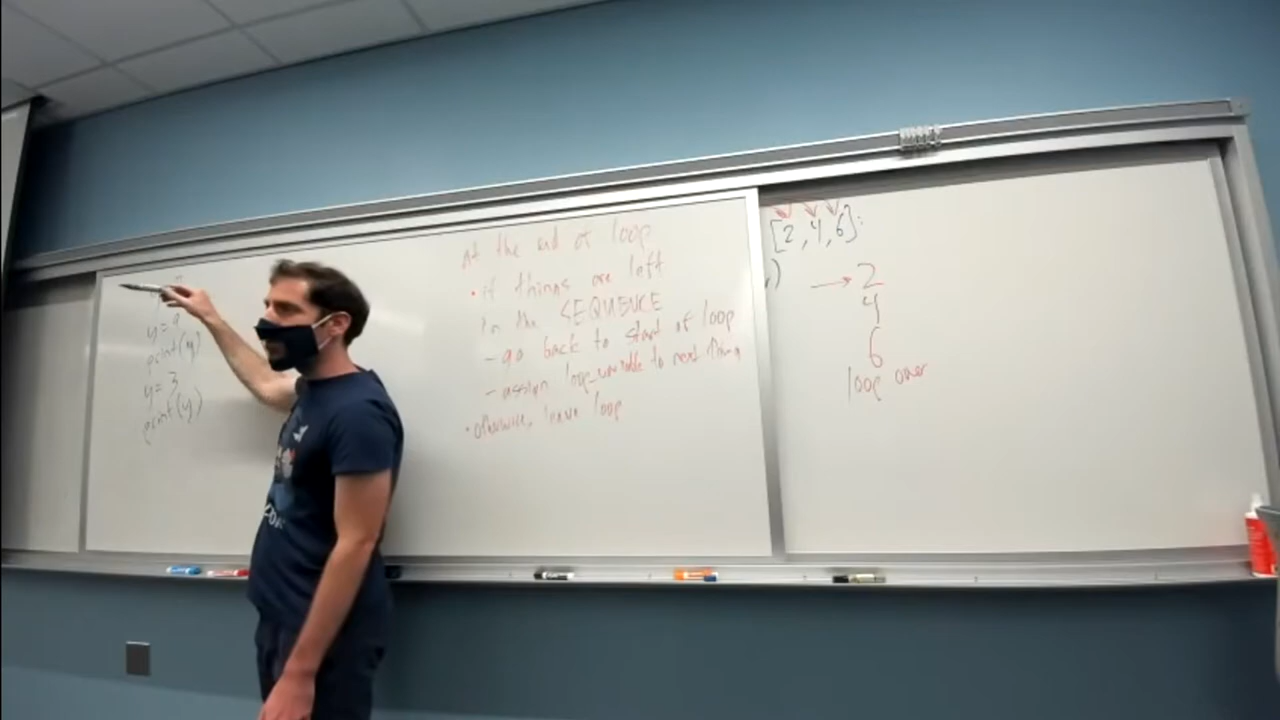 y = 9
print(y)
y = 3
print(y)
At the end of loop
• if things are left
in the SEQUENCE
- go back to start of loop
- assign loop_variable to next thing
• otherwise, leave loop
[2, 4, 6]:
)
→ 2
4
6
loop over